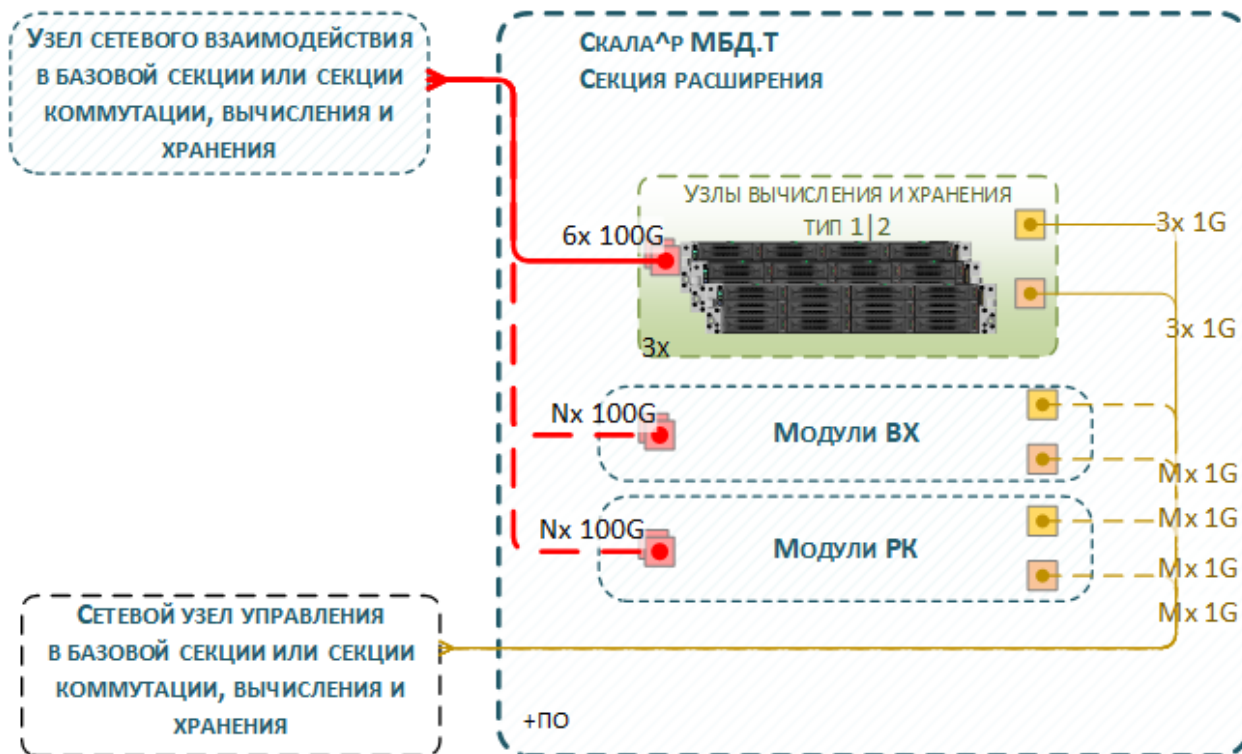 Узел сетевого взаимодействия
в базовой секции или секции
коммутации, вычисления и
хранения
Скала^р МБД.Т
Секция расширения
Узлы вычисления и хранения
тип 1|2
6x 100G
3x 1G
3x 1G
3x
Nx 100G
Модули ВХ
Mx 1G
Nx 100G
Модули РК
Mx 1G
Mx 1G
Mx 1G
Сетевой узел управления
в базовой секции или секции
коммутации, вычисления и
хранения
+ПО